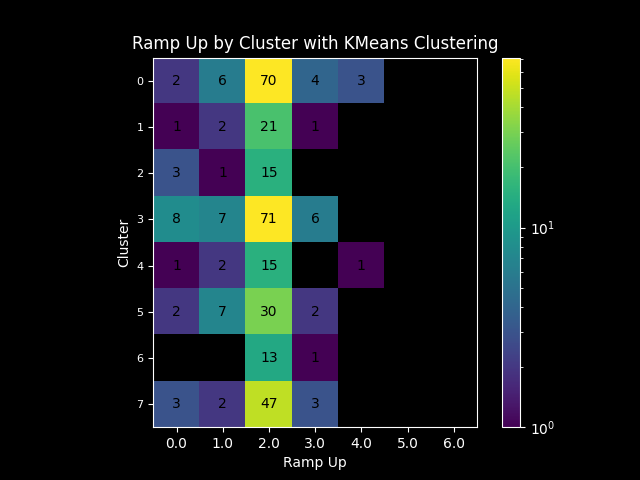 Ramp Up by Cluster with KMeans Clustering
0 2 6 70 4 3
1 1 2 21 1
2 3 1 15
3 8 7 71 6
4 1 2 15 1
5 2 7 30 2
6 13 1
7 3 2 47 3
0.0 1.0 2.0 3.0 4.0 5.0 6.0
Ramp Up
Cluster
10¹
10⁰